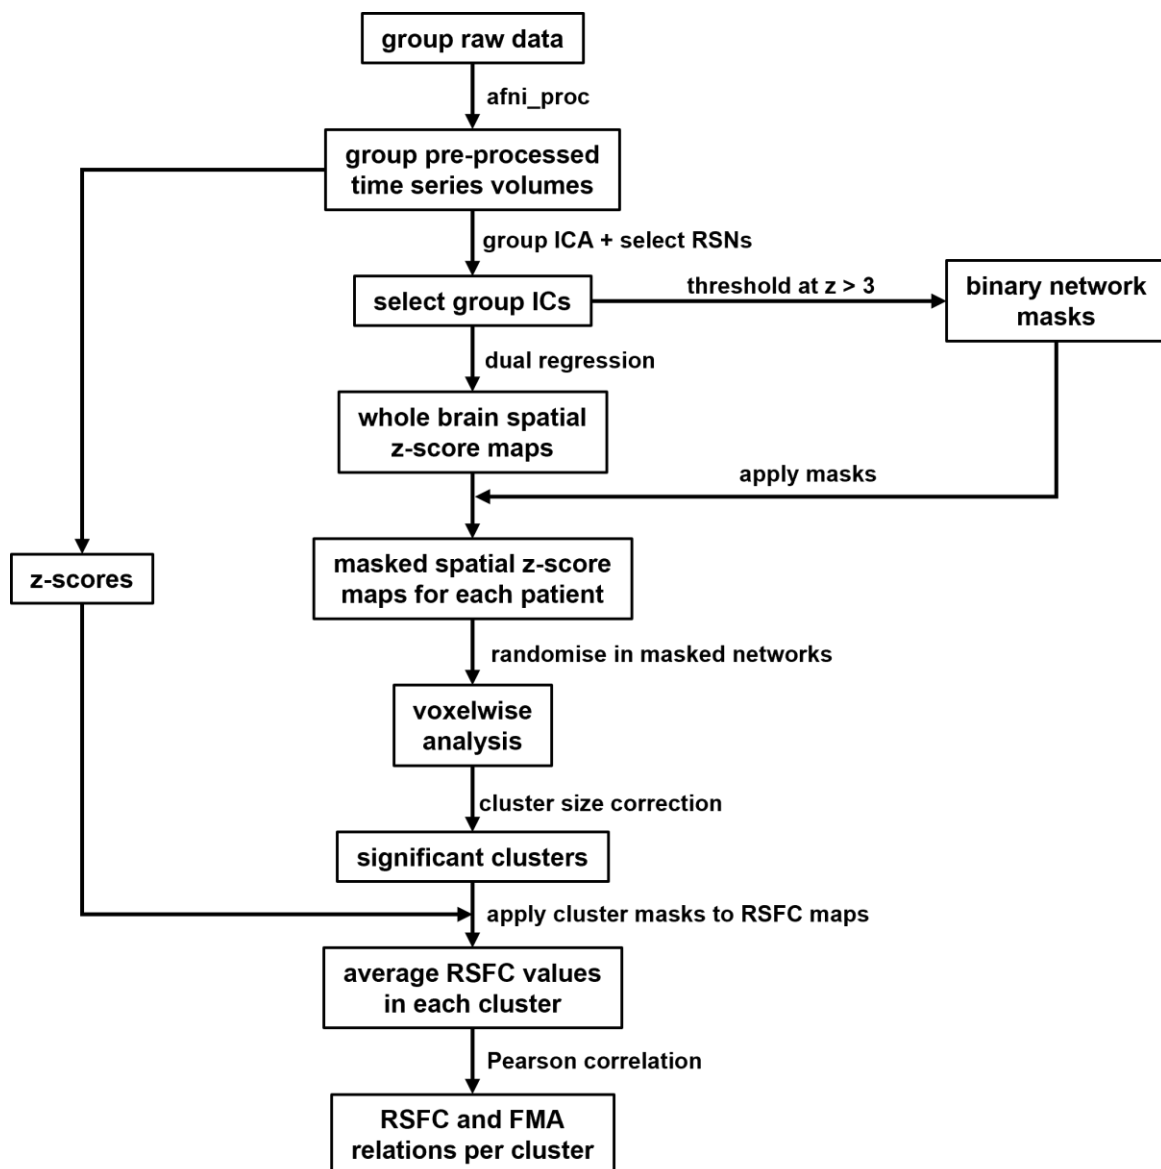 group raw data
afni_proc
group pre-processed
time series volumes
group ICA + select RSNs
select group ICs
threshold at z > 3
binary network
masks
dual regression
whole brain spatial
z-score maps
apply masks
masked spatial z-score
maps for each patient
z-scores
randomise in masked networks
voxelwise
analysis
cluster size correction
significant clusters
apply cluster masks to RSFC maps
average RSFC values
in each cluster
Pearson correlation
RSFC and FMA
relations per cluster